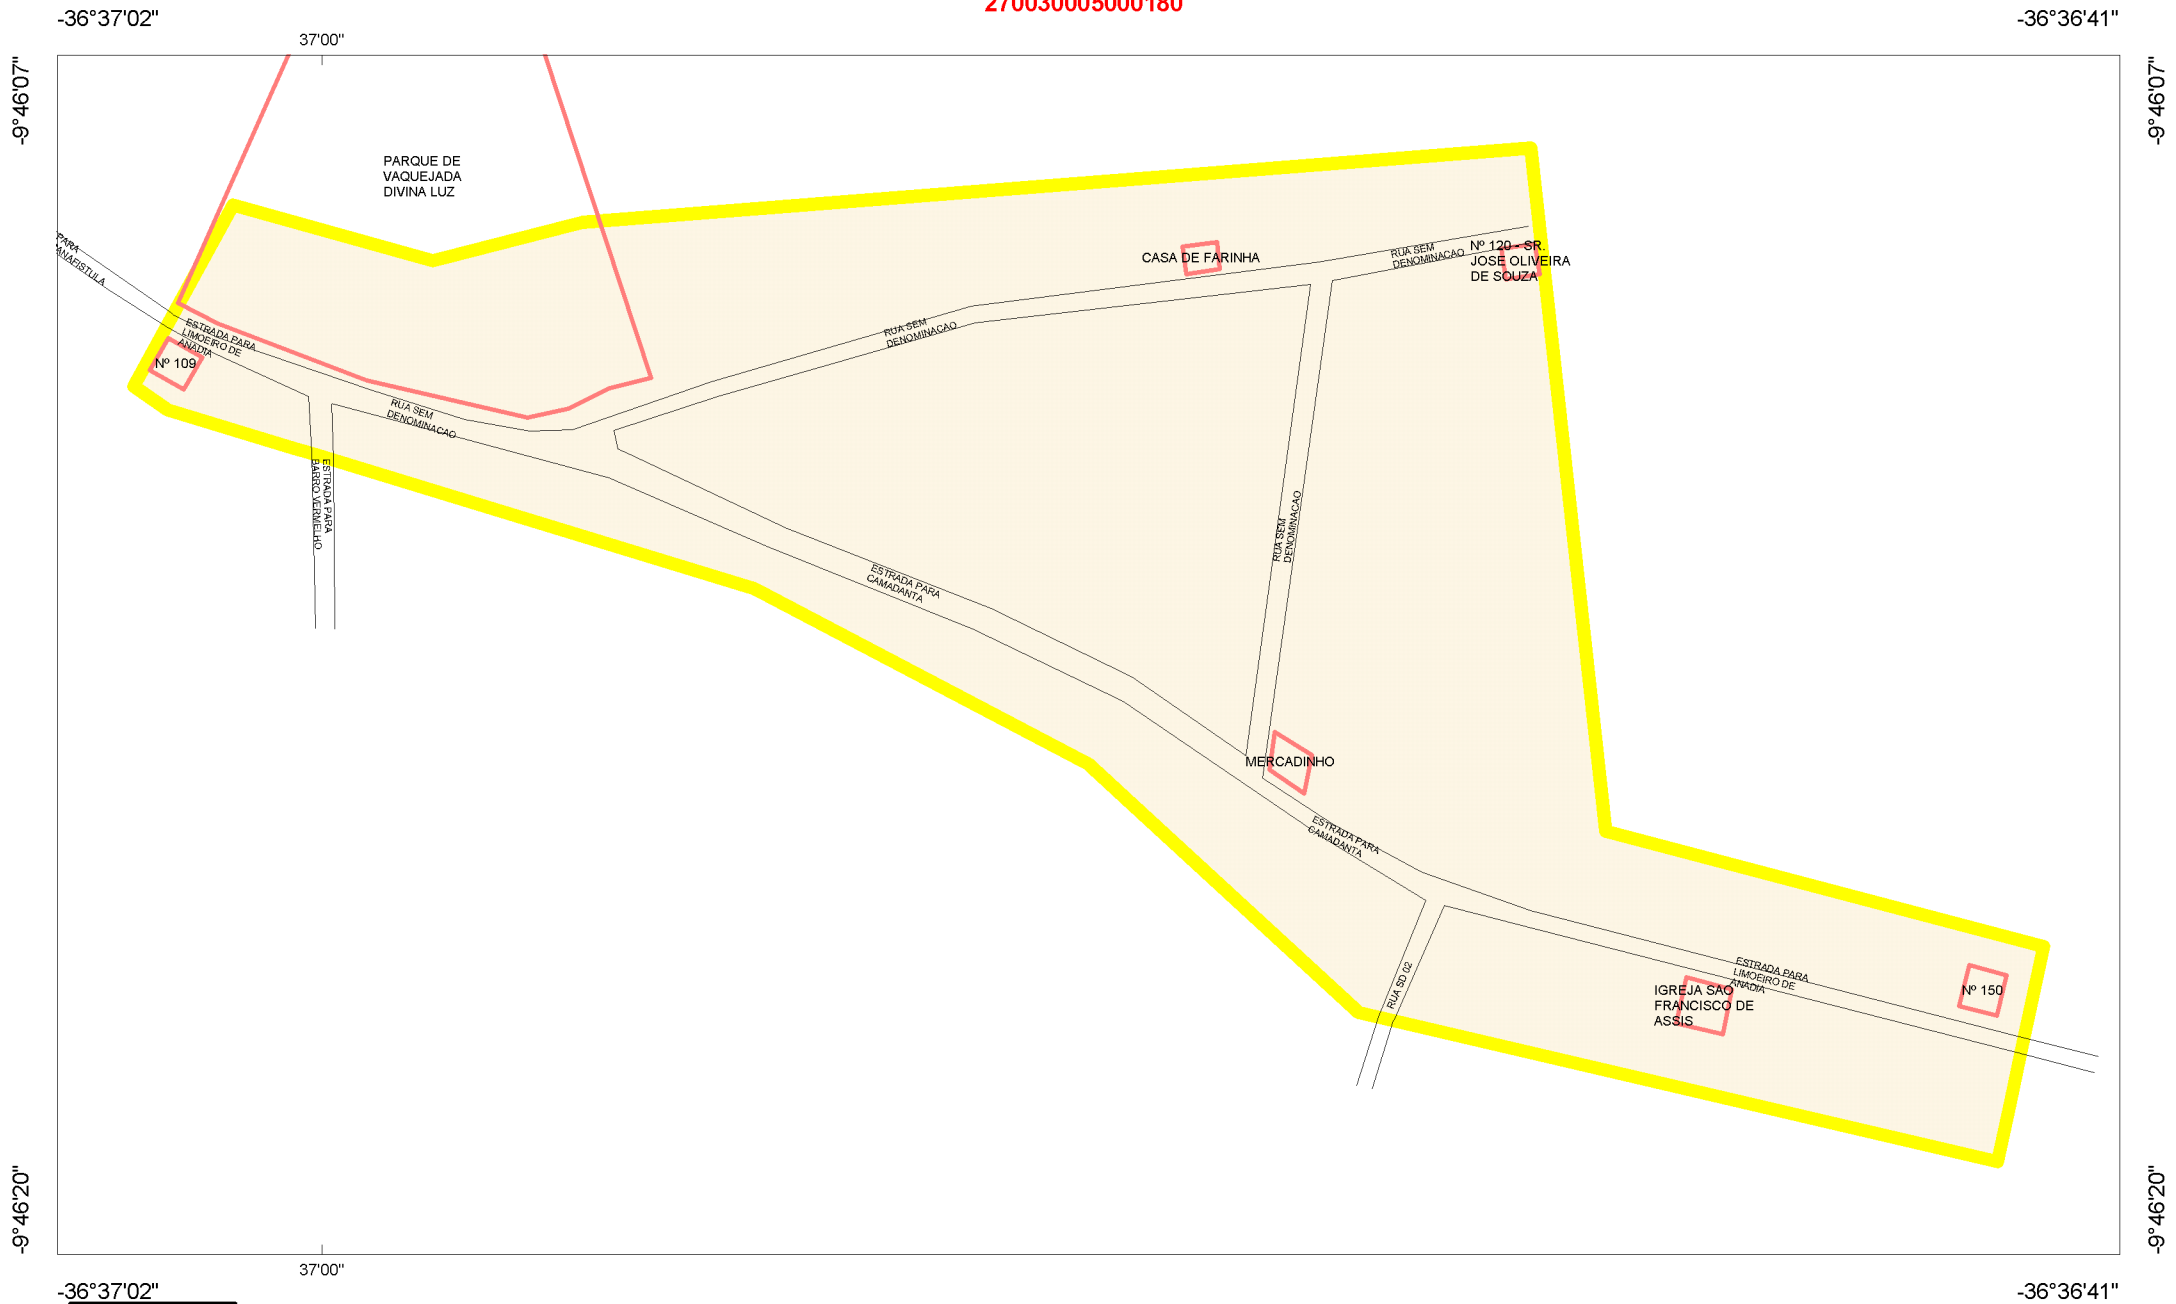 270030005000180
-36°37'02"
-36°36'41"
37'00"
-9°46'07"
-9°46'07"
PARQUE DE
VAQUEJADA
DIVINA LUZ
PARA
ANAFISTULA
CASA DE FARINHA
RUA SEM
DENOMINACAO
Nº 120 - SR.
JOSE OLIVEIRA
DE SOUZA
ESTRADA PARA
LIMOEIRO DE
ANADIA
Nº 109
RUA SEM
DENOMINACAO
RUA SEM
DENOMINACAO
ESTRADA PARA
BARRO VERMELHO
RUA SEM
DENOMINACAO
ESTRADA PARA
CAMADANTA
MERCADINHO
ESTRADA PARA
CAMADANTA
RUA SD 02
ESTRADA PARA
LIMOEIRO DE
ANADIA
IGREJA SAO
FRANCISCO DE
ASSIS
Nº 150
-9°46'20"
-9°46'20"
37'00"
-36°37'02"
-36°36'41"